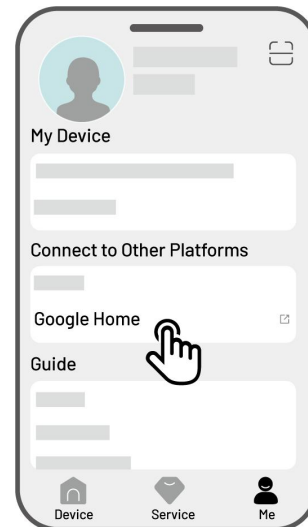 My Device
Connect to Other Platforms
Google Home
Guide
Device Service Me